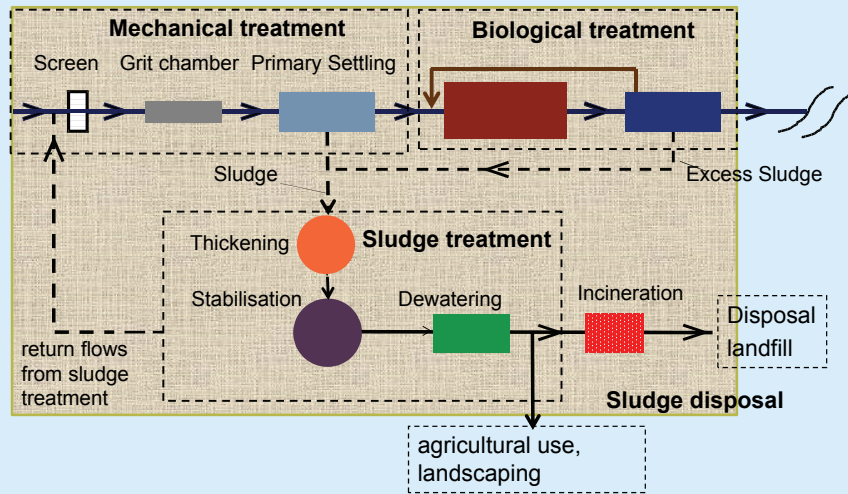 Mechanical treatment
Biological treatment
Screen
Grit chamber
Primary Settling
Sludge
Excess Sludge
Thickening
Sludge treatment
Stabilisation
Dewatering
Incineration
Disposal
landfill
return flows
from sludge
treatment
Sludge disposal
agricultural use,
landscaping